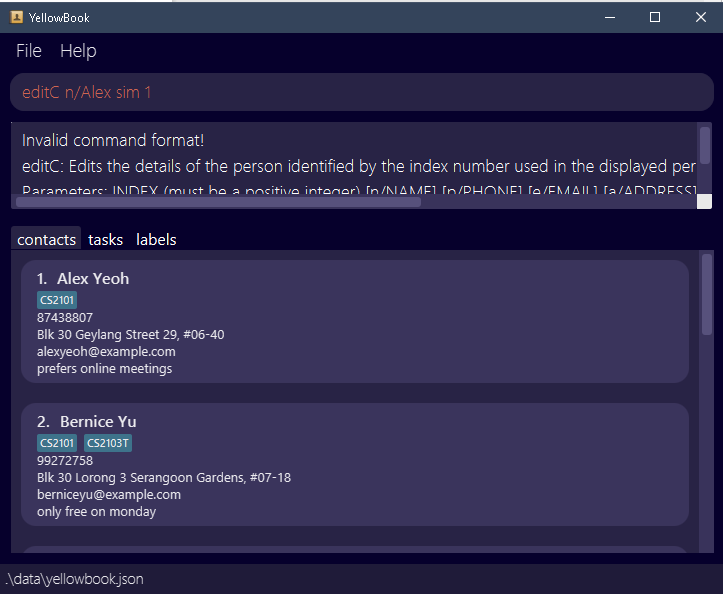 YellowBook
File Help
editC n/Alex sim 1
Invalid command format!
editC: Edits the details of the person identified by the index number used in the displayed per
Parameters: INDEX (must be a positive integer) [n/NAME] [p/PHONE] [e/EMAIL] [a/ADDRESS]
contacts tasks labels
1. Alex Yeoh
CS2101
87438807
Blk 30 Geylang Street 29, #06-40
alexyeoh@example.com
prefers online meetings
2. Bernice Yu
CS2101 CS2103T
99272758
Blk 30 Lorong 3 Serangoon Gardens, #07-18
berniceyu@example.com
only free on monday
.\data\yellowbook.json